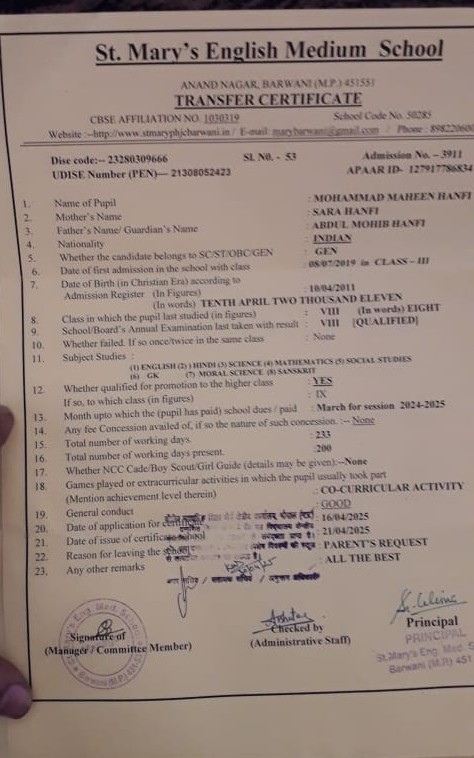 St. Mary's English Medium School
ANAND NAGAR, BARWANI (M.P.) 451551
TRANSFER CERTIFICATE
CBSE AFFILIATION NO. 1030319 School Code No. 50285
Website :--http://www.stmaryphjcbarwani.in / E-mail: marybarwani@gmail.com / Phone : 898220600
Disc code:-- 23280309666 SL NO. - 53 Admission No. – 3911
UDISE Number (PEN)— 21308052423 APAAR ID- 127917786834
1. Name of Pupil : MOHAMMAD MAHEEN HANFI
2. Mother's Name : SARA HANFI
3. Father's Name/ Guardian's Name : ABDUL MOHIB HANFI
4. Nationality : INDIAN
5. Whether the candidate belongs to SC/ST/OBC/GEN : GEN
6. Date of first admission in the school with class : 08/07/2019 in CLASS – III
7. Date of Birth (in Christian Era) according to
Admission Register (In Figures) : 10/04/2011
(In words) TENTH APRIL TWO THOUSAND ELEVEN
8. Class in which the pupil last studied (in figures) : VIII (In words) EIGHT
9. School/Board's Annual Examination last taken with result : VIII [QUALIFIED]
10. Whether failed. If so once/twice in the same class : None
11. Subject Studies :
(1) ENGLISH (2) HINDI (3) SCIENCE (4) MATHEMATICS (5) SOCIAL STUDIES
(6) GK (7) MORAL SCIENCE (8) SANSKRIT
12. Whether qualified for promotion to the higher class : YES
If so, to which class (in figures) : IX
13. Month upto which the (pupil has paid) school dues / paid : March for session 2024-2025
14. Any fee Concession availed of, if so the nature of such concession. :-- None
15. Total number of working days. : 233
16. Total number of working days present. : 200
17. Whether NCC Cade/Boy Scout/Girl Guide (details may be given):--None
18. Games played or extracurricular activities in which the pupil usually took part
(Mention achievement level therein) : CO-CURRICULAR ACTIVITY
19. General conduct : GOOD
20. Date of application for certificate : 16/04/2025
21. Date of issue of certificate school : 21/04/2025
22. Reason for leaving the school : PARENT'S REQUEST
23. Any other remarks : ALL THE BEST
Signature of Checked by Principal
(Manager / Committee Member) (Administrative Staff) PRINCIPAL
St.Mary's Eng. Med. S
Barwani (M.P.) 451